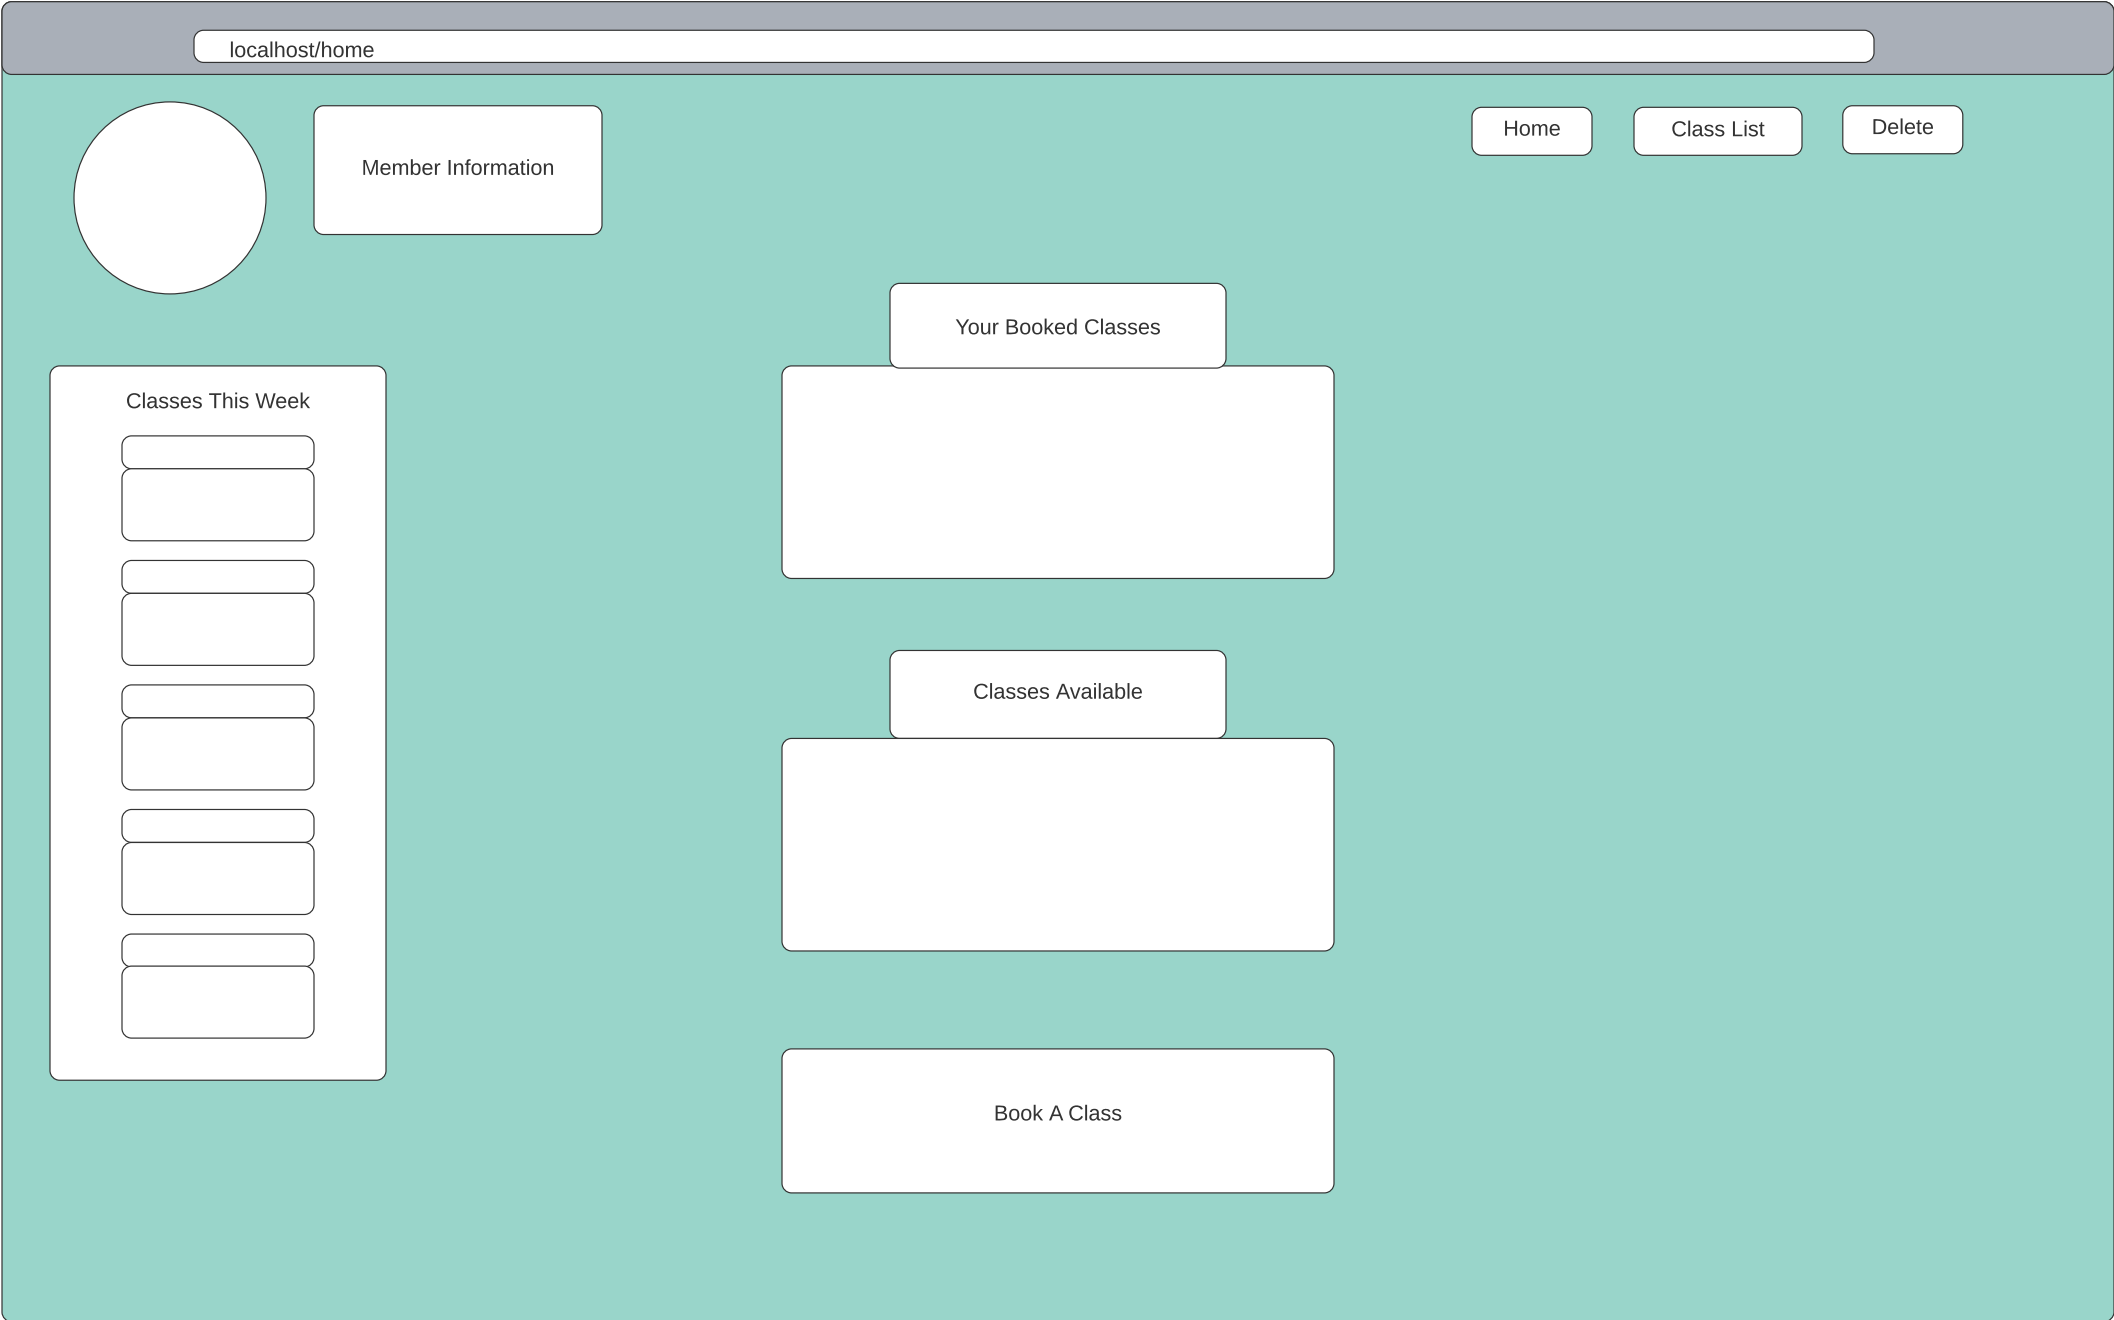 localhost/home
Member Information
Home
Class List
Delete
Your Booked Classes
Classes This Week
Classes Available
Book A Class